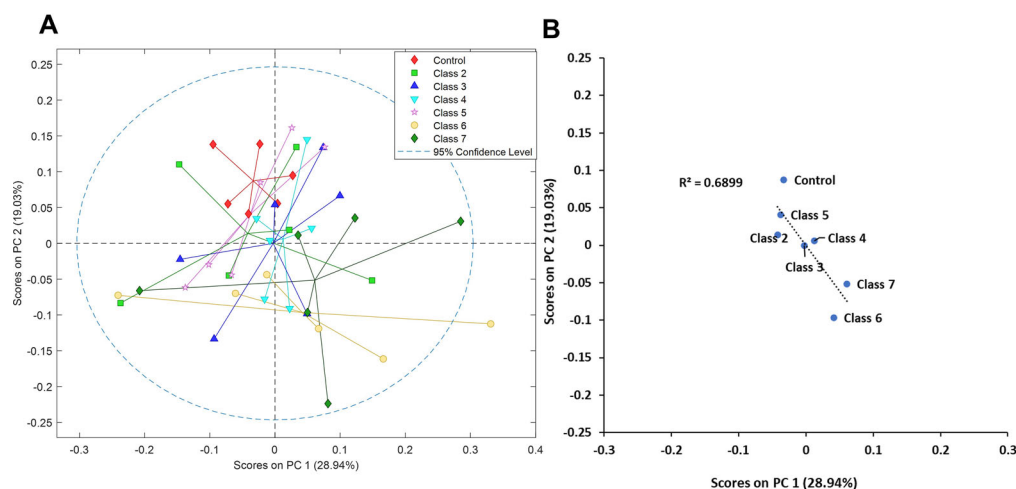 A
0.25
0.2
0.15
0.1
0.05
0
-0.05
-0.1
-0.15
-0.2
-0.25
Scores on PC 2 (19.03%)
-0.3
-0.2
-0.1
0
0.1
0.2
0.3
0.4
Scores on PC 1 (28.94%)
Control
Class 2
Class 3
Class 4
Class 5
Class 6
Class 7
95% Confidence Level
B
0.25
0.2
0.15
0.1
0.05
0
-0.05
-0.1
-0.15
-0.2
-0.25
Scores on PC 2 (19.03%)
R² = 0.6899
Control
Class 5
Class 2
Class 4
Class 3
Class 7
Class 6
-0.3
-0.2
-0.1
0
0.1
0.2
0.3
Scores on PC 1 (28.94%)